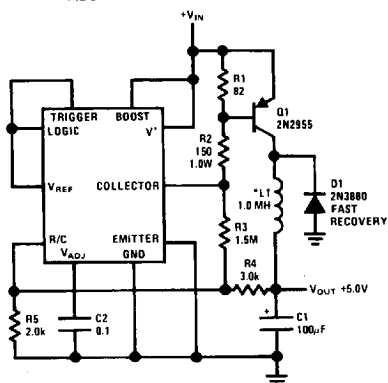 +VIN
TRIGGER
BOOST
LOGIC
V+
VREF
COLLECTOR
R/C
EMITTER
VADJ
GND
R1
82
R2
150
1.0W
Q1
2N2955
*L1
1.0 MH
D1
2N3880
FAST
RECOVERY
R3
1.5M
R4
3.0k
VOUT +5.0V
R5
2.0k
C2
0.1
+
C1
100µF